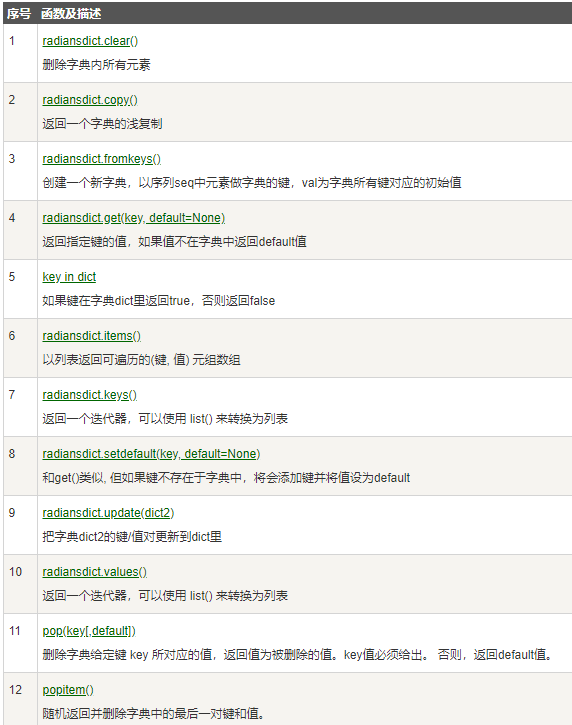 序号 函数及描述
1 radiansdict.clear()
删除字典内所有元素
2 radiansdict.copy()
返回一个字典的浅复制
3 radiansdict.fromkeys()
创建一个新字典，以序列seq中元素做字典的键，val为字典所有键对应的初始值
4 radiansdict.get(key, default=None)
返回指定键的值，如果值不在字典中返回default值
5 key in dict
如果键在字典dict里返回true，否则返回false
6 radiansdict.items()
以列表返回可遍历的(键, 值) 元组数组
7 radiansdict.keys()
返回一个迭代器，可以使用 list() 来转换为列表
8 radiansdict.setdefault(key, default=None)
和get()类似, 但如果键不存在于字典中，将会添加键并将值设为default
9 radiansdict.update(dict2)
把字典dict2的键/值对更新到dict里
10 radiansdict.values()
返回一个迭代器，可以使用 list() 来转换为列表
11 pop(key[,default])
删除字典给定键 key 所对应的值，返回值为被删除的值。key值必须给出。 否则，返回default值。
12 popitem()
随机返回并删除字典中的最后一对键和值。